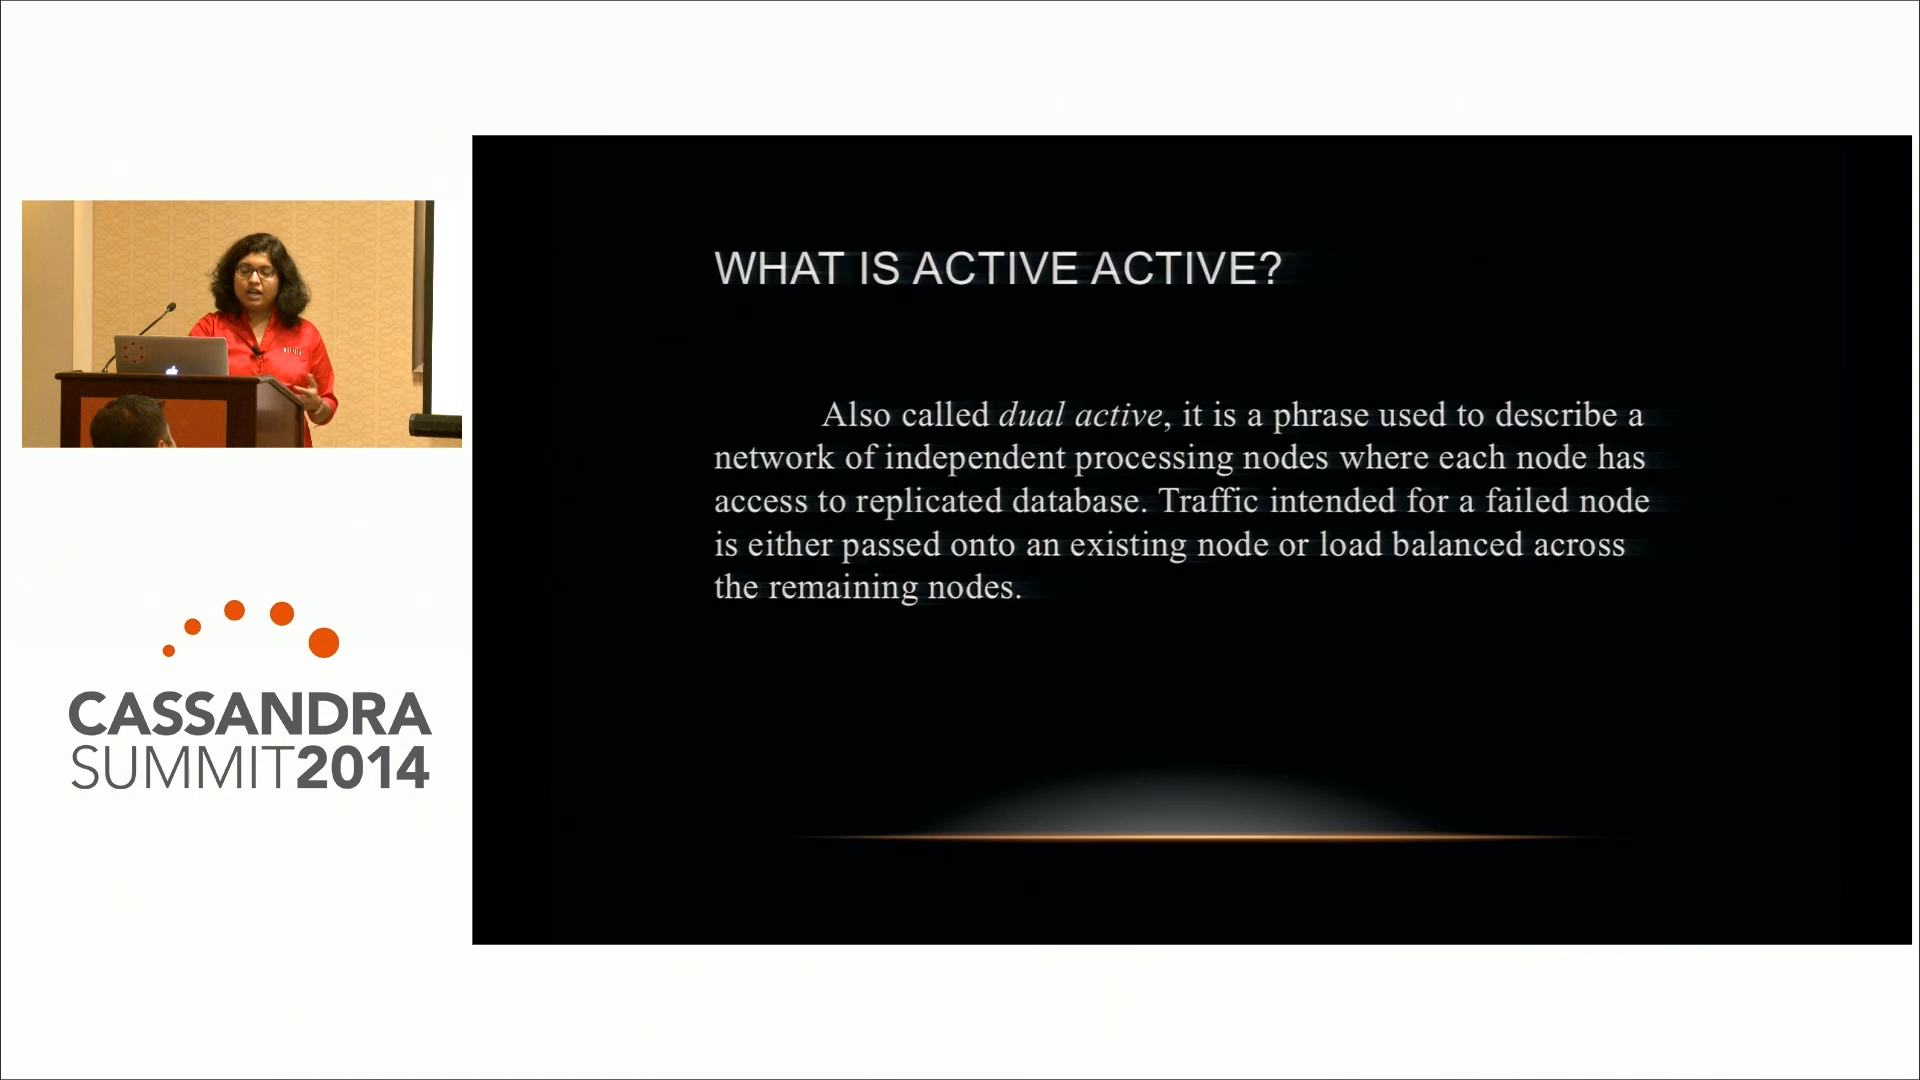 WHAT IS ACTIVE ACTIVE?
Also called dual active, it is a phrase used to describe a
network of independent processing nodes where each node has
access to replicated database. Traffic intended for a failed node
is either passed onto an existing node or load balanced across
the remaining nodes.
CASSANDRA
SUMMIT2014